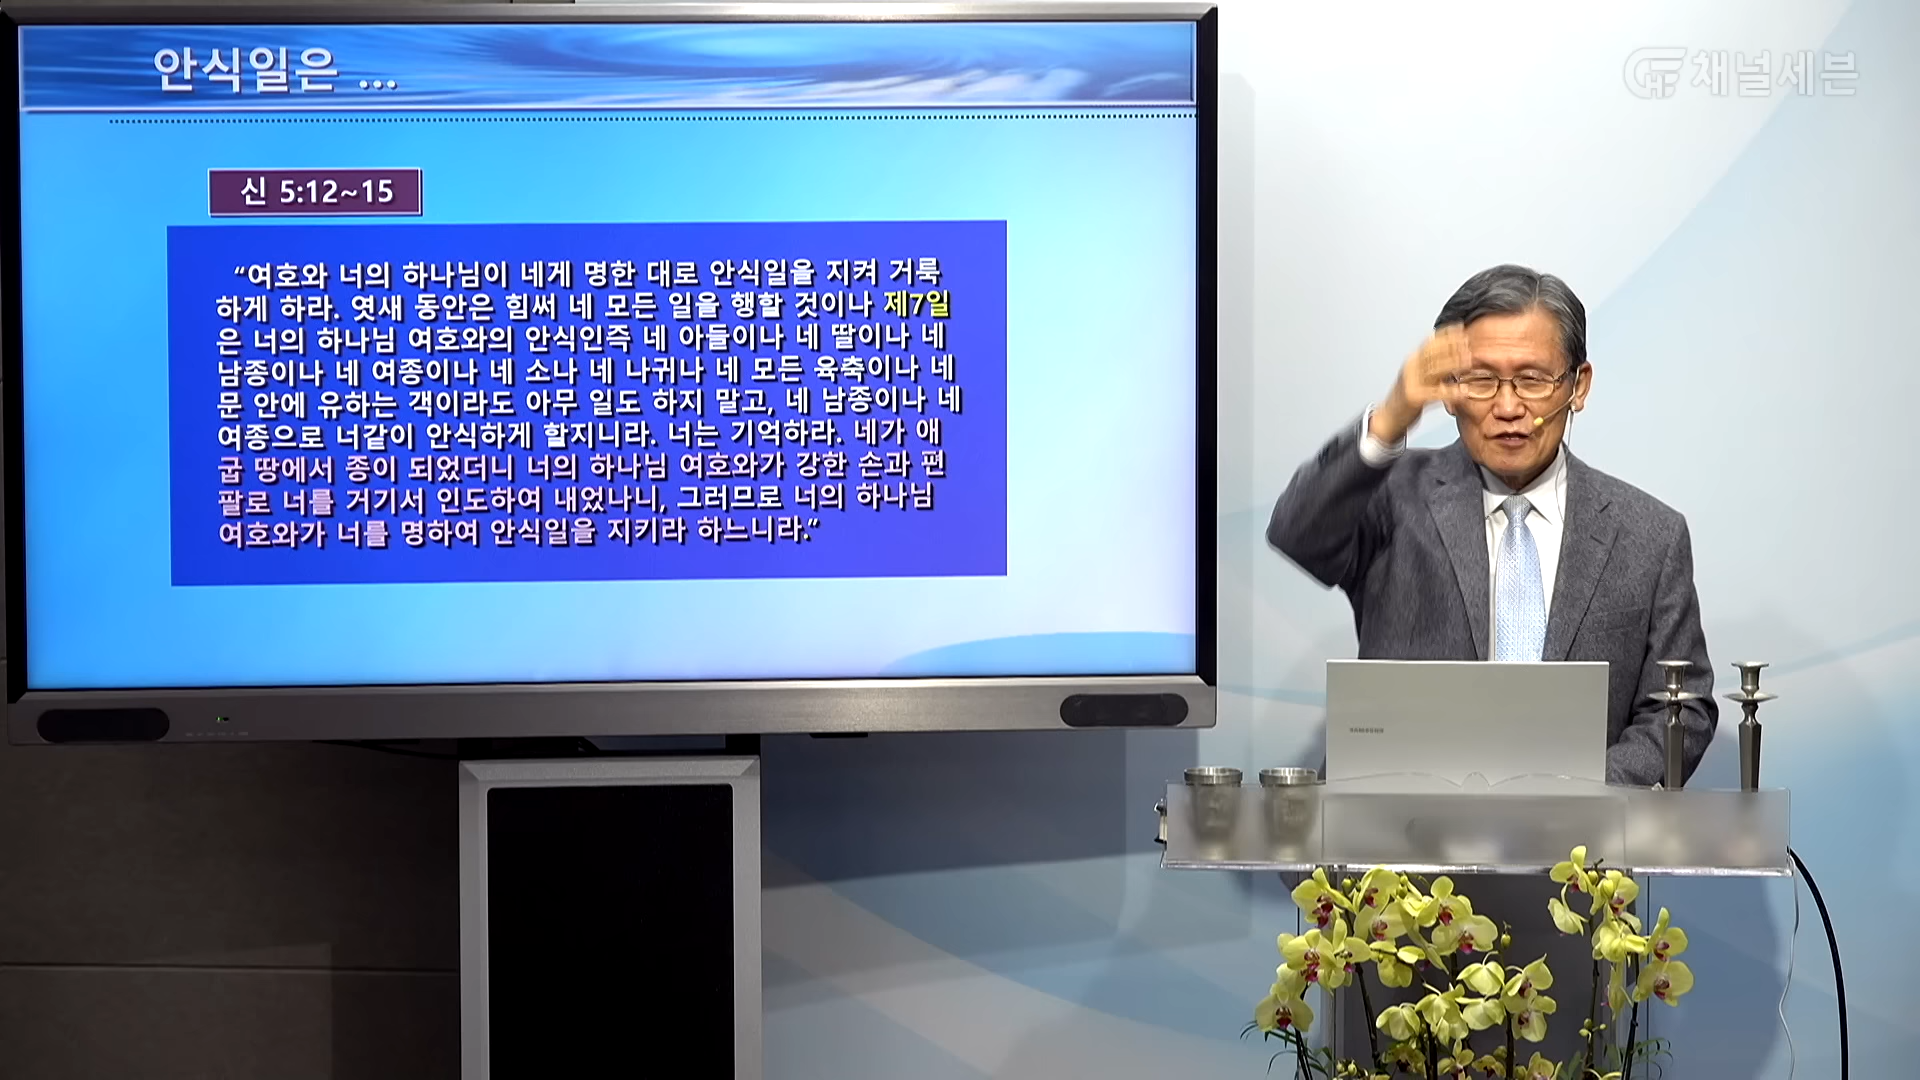 안식일은 ...
채널세븐
신 5:12~15
“여호와 너의 하나님이 네게 명한 대로 안식일을 지켜 거룩
하게 하라. 엿새 동안은 힘써 네 모든 일을 행할 것이나 제7일
은 너의 하나님 여호와의 안식인즉 네 아들이나 네 딸이나 네
남종이나 네 여종이나 네 소나 네 나귀나 네 모든 육축이나 네
문 안에 유하는 객이라도 아무 일도 하지 말고, 네 남종이나 네
여종으로 너같이 안식하게 할지니라. 너는 기억하라. 네가 애
굽 땅에서 종이 되었더니 너의 하나님 여호와가 강한 손과 편
팔로 너를 거기서 인도하여 내었나니, 그러므로 너의 하나님
여호와가 너를 명하여 안식일을 지키라 하느니라.”
SAMSUNG